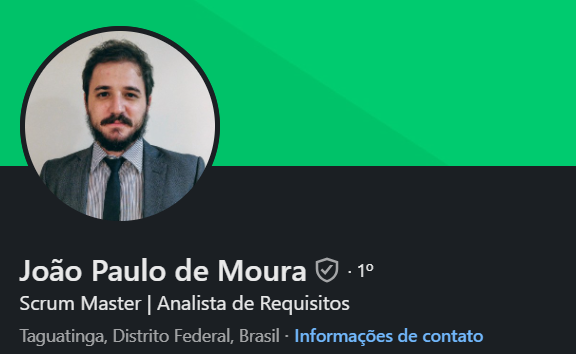 João Paulo de Moura · 1º
Scrum Master | Analista de Requisitos
Taguatinga, Distrito Federal, Brasil · Informações de contato